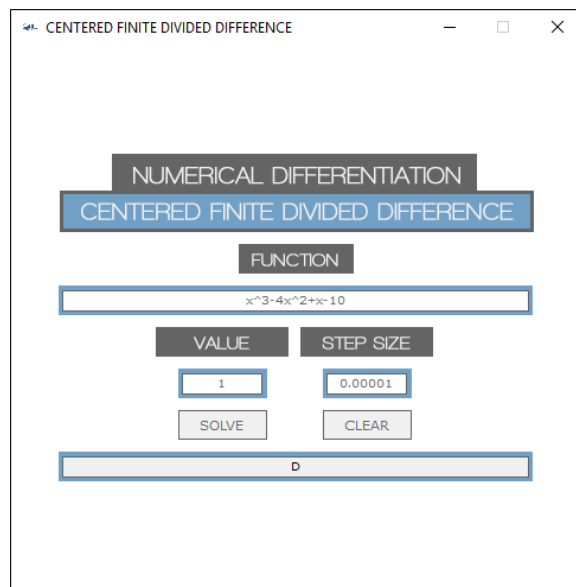 CENTERED FINITE DIVIDED DIFFERENCE
NUMERICAL DIFFERENTIATION
CENTERED FINITE DIVIDED DIFFERENCE
FUNCTION
x^3-4x^2+x-10
VALUE STEP SIZE
1 0.00001
SOLVE CLEAR
D